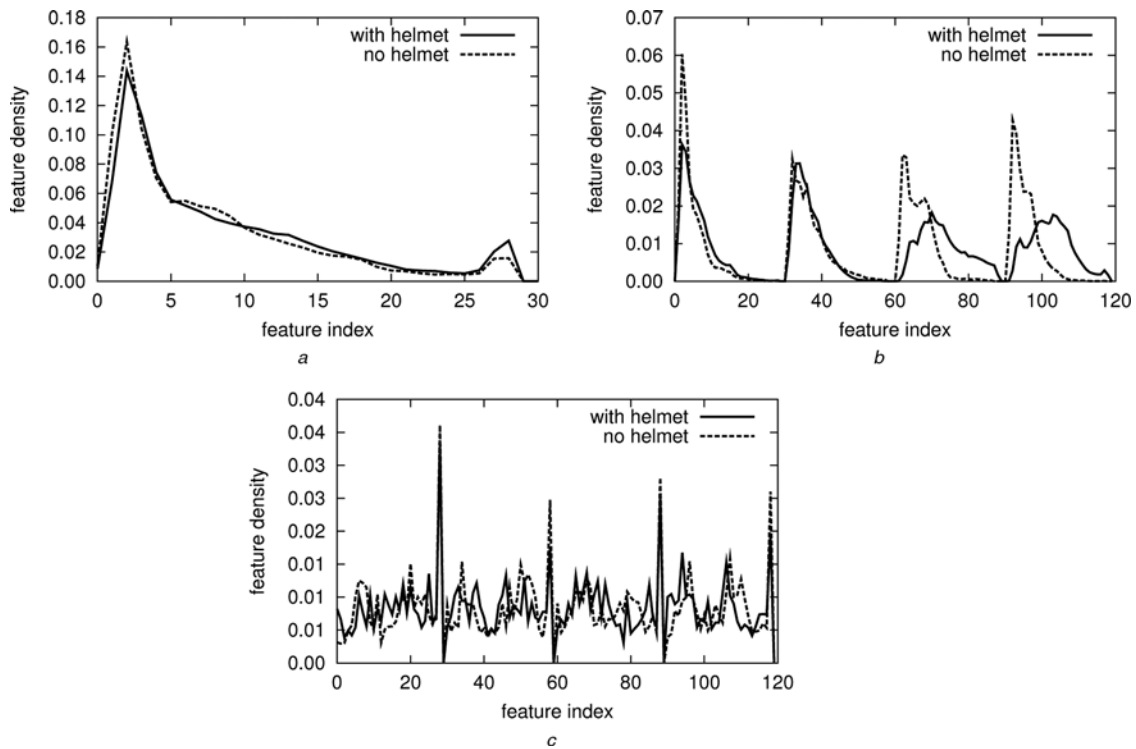 0.18
0.16
0.14
0.12
0.10
0.08
0.06
0.04
0.02
0.00
feature density
with helmet
no helmet
0 5 10 15 20 25 30
feature index
a
0.07
0.06
0.05
0.04
0.03
0.02
0.01
0.00
feature density
with helmet
no helmet
0 20 40 60 80 100 120
feature index
b
0.04
0.04
0.03
0.03
0.01
0.01
0.01
0.00
feature density
with helmet
no helmet
0 20 40 60 80 100 120
feature index
c